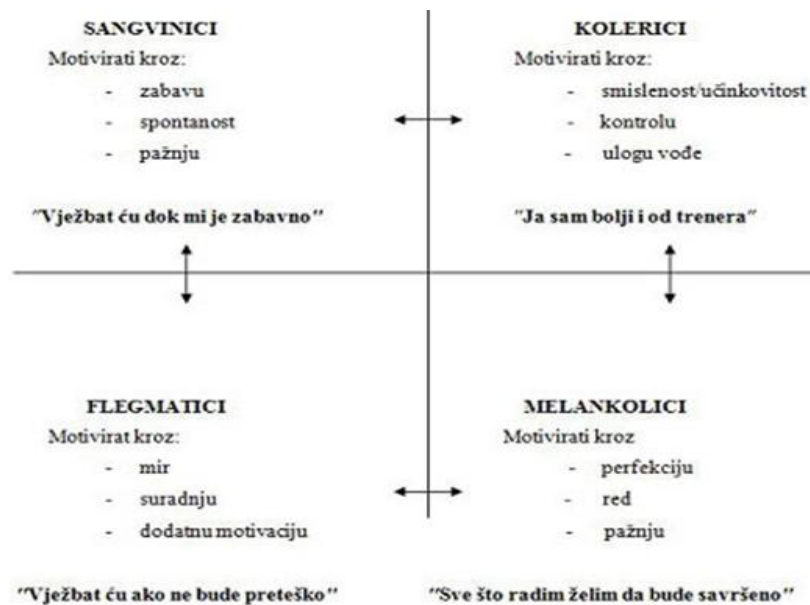 SANGVINICI
Motivirati kroz:
- zabavu
- spontanost
- pažnju
"Vježbat ću dok mi je zabavno"
KOLERICI
Motivirati kroz:
- smislenost/učinkovitost
- kontrolu
- ulogu vođe
"Ja sam bolji i od trenera"
FLEGMATICI
Motivirat kroz:
- mir
- suradnju
- dodatnu motivaciju
"Vježbat ću ako ne bude preteško"
MELANKOLICI
Motivirati kroz
- perfekciju
- red
- pažnju
"Sve što radim želim da bude savršeno"